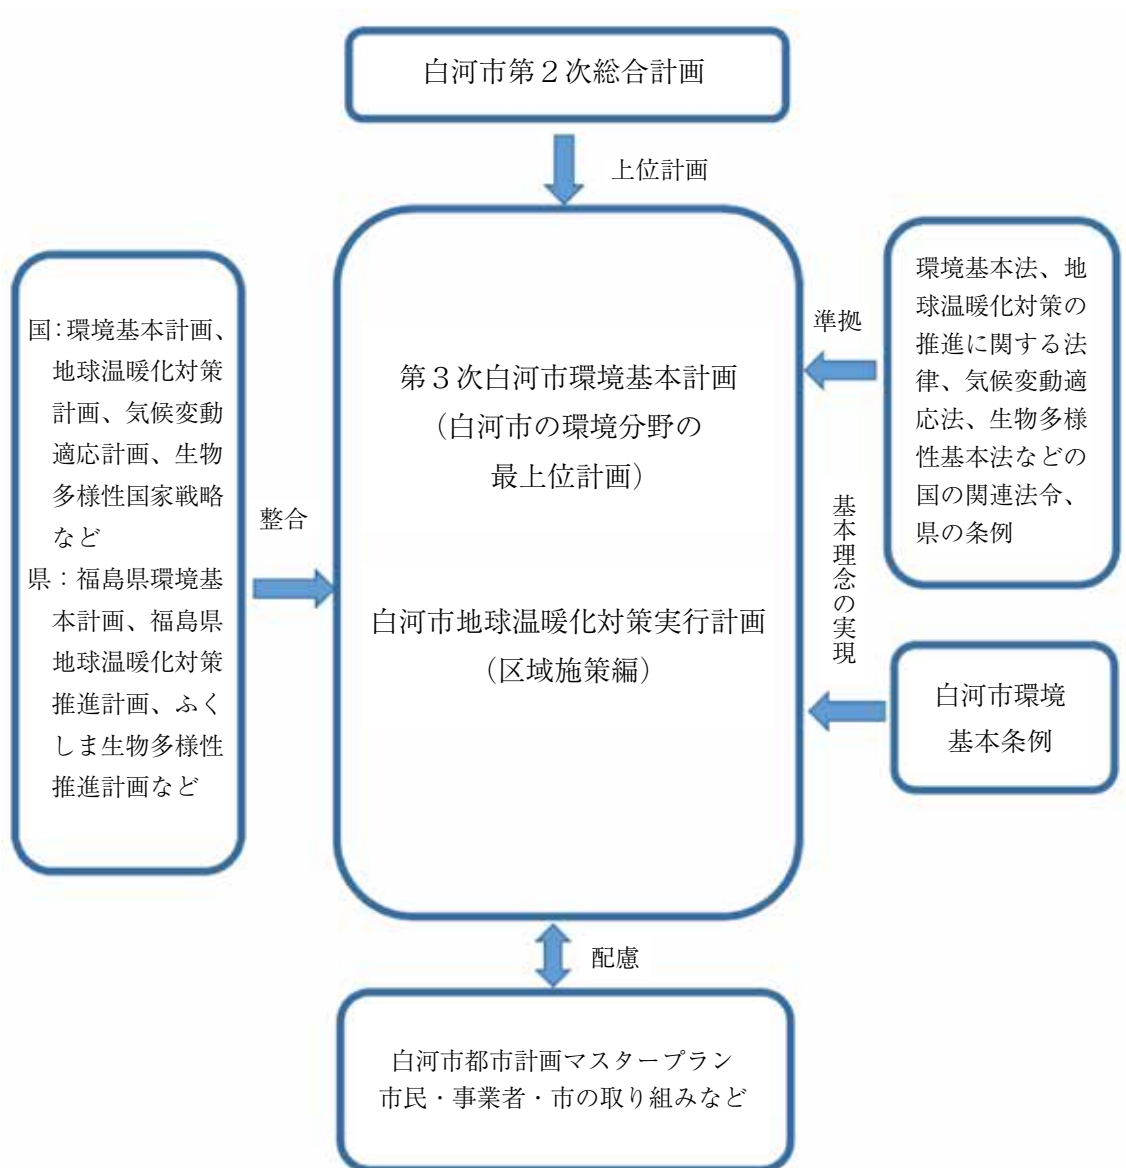 白河市第２次総合計画
上位計画
国：環境基本計画、
地球温暖化対策
計画、気候変動
適応計画、生物
多様性国家戦略
など
県：福島県環境基
本計画、福島県
地球温暖化対策
推進計画、ふく
しま生物多様性
推進計画など
整合
第３次白河市環境基本計画
（白河市の環境分野の
最上位計画）
白河市地球温暖化対策実行計画
（区域施策編）
準拠
環境基本法、地
球温暖化対策の
推進に関する法
律、気候変動適
応法、生物多様
性基本法などの
国の関連法令、
県の条例
基本理念の実現
白河市環境
基本条例
配慮
白河市都市計画マスタープラン
市民・事業者・市の取り組みなど